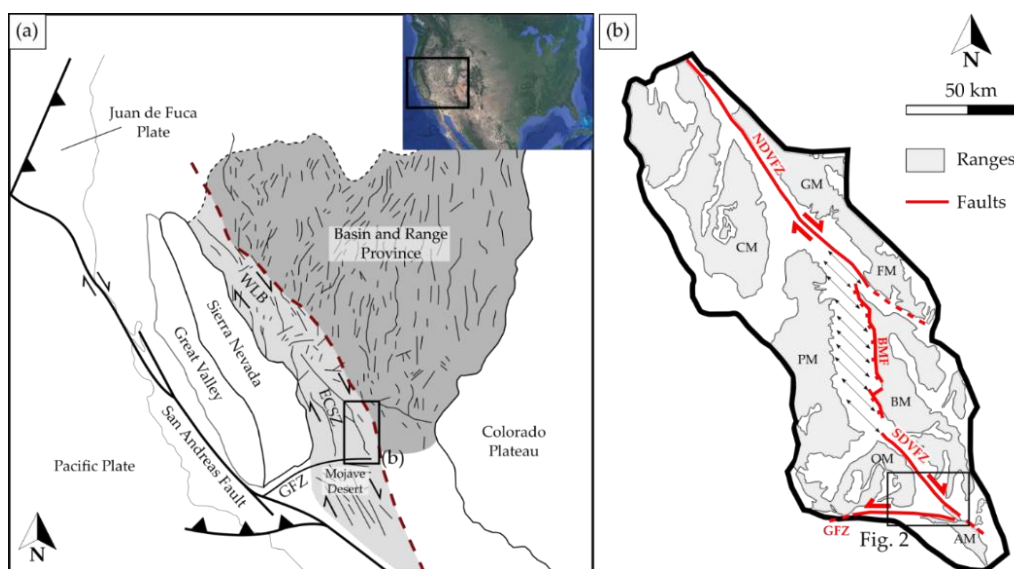 (a)
Juan de Fuca
Plate
Basin and Range
Province
WLB
Sierra Nevada
Great Valley
ECSZ
San Andreas Fault
(b)
Colorado
Plateau
Pacific Plate
GFZ
Mojave
Desert
N
(b)
N
50 km
Ranges
Faults
NDVFZ
GM
CM
FM
PM
BMF
BM
SDVFZ
OM
GFZ
Fig. 2
AM